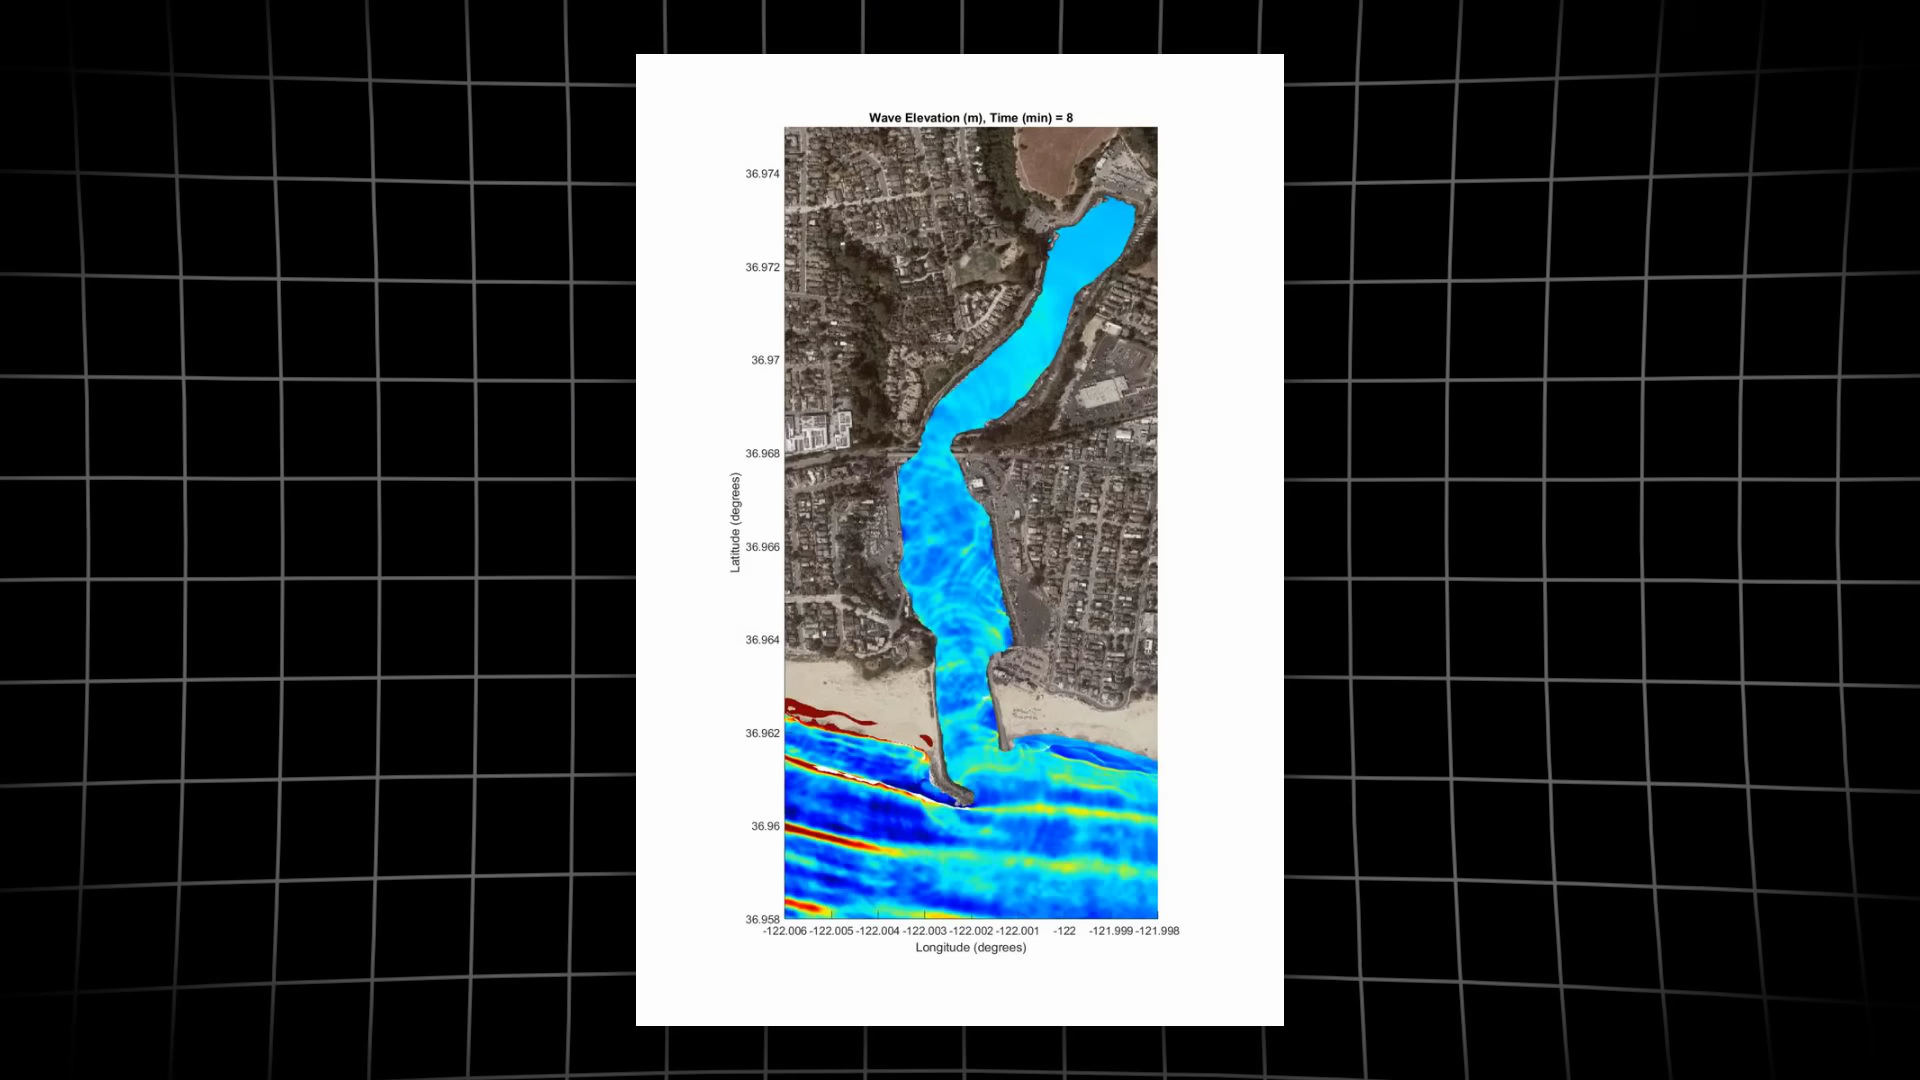 Wave Elevation (m), Time (min) = 8
36.974
36.972
36.97
36.968
36.966
36.964
36.962
36.96
36.958
Latitude (degrees)
-122.006 -122.005 -122.004 -122.003 -122.002 -122.001 -122 -121.999 -121.998
Longitude (degrees)